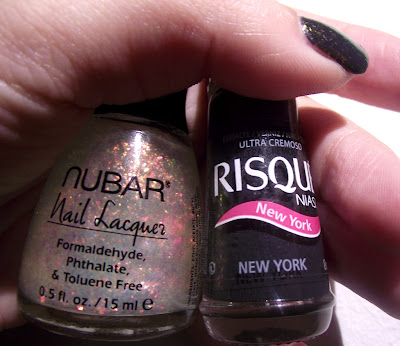 NUBAR®
Nail Lacquer
Formaldehyde,
Phthalate,
& Toluene Free
0.5 fl. oz. / 15 ml e
ULTRA CREMOSO
RISQU
NIAS
New York
NEW YORK